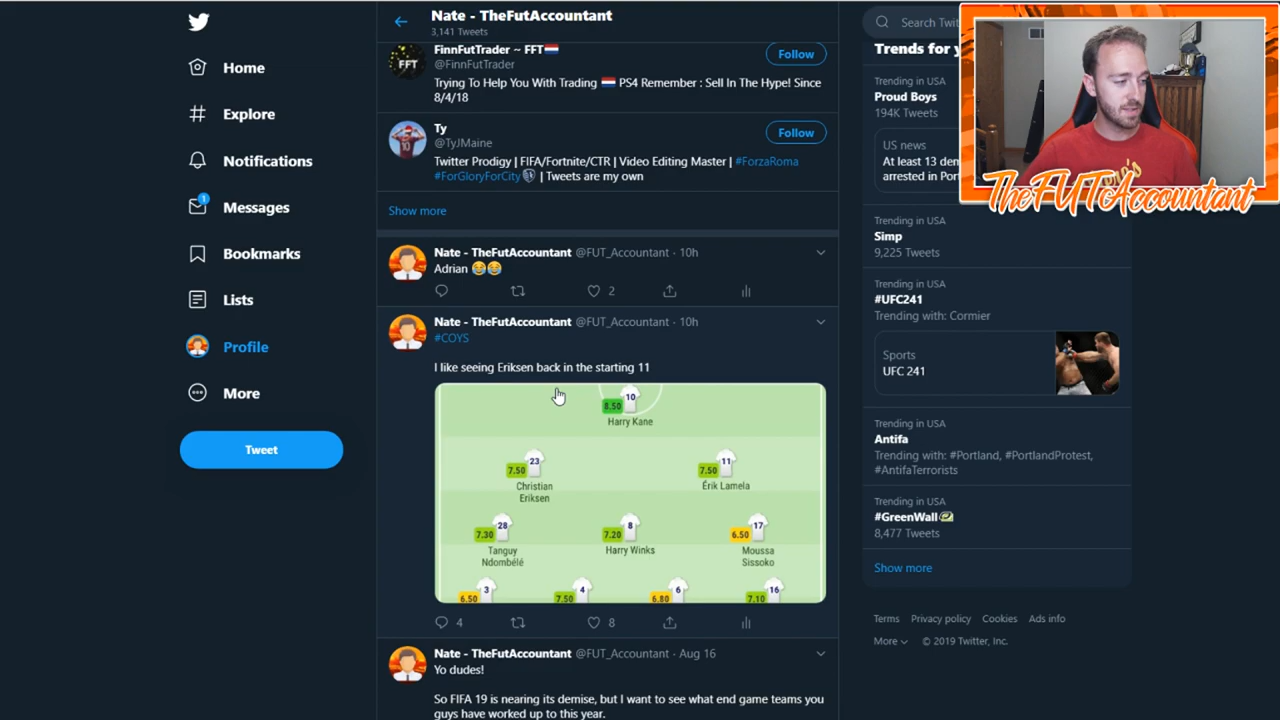 Home
Explore
Notifications
1
Messages
Bookmarks
Lists
Profile
More
Tweet
Nate - TheFutAccountant
3,141 Tweets
FFT
FinnFutTrader ~ FFT🇳🇱
@FinnFutTrader
Follow
Trying To Help You With Trading 🇳🇱 PS4 Remember : Sell In The Hype! Since
8/4/18
Ty
@TyJMaine
Follow
Twitter Prodigy | FIFA/Fortnite/CTR | Video Editing Master | #ForzaRoma
#ForGloryForCity | Tweets are my own
Show more
Nate - TheFutAccountant @FUT_Accountant · 10h
Adrian 😂😂
2
Nate - TheFutAccountant @FUT_Accountant · 10h
#COYS
I like seeing Eriksen back in the starting 11
8.50 10
Harry Kane
7.50 23
Christian
Eriksen
7.50 11
Érik Lamela
7.30 28
Tanguy
Ndombélé
7.20 8
Harry Winks
6.50 17
Moussa
Sissoko
6.50 3
7.50 4
6.80 6
7.10 16
4
8
Nate - TheFutAccountant @FUT_Accountant · Aug 16
Yo dudes!
So FIFA 19 is nearing its demise, but I want to see what end game teams you
guys have worked up to this year.
Search Twi
Trends for y
Trending in USA
Proud Boys
194K Tweets
US news
At least 13 dem
arrested in Por
Trending in USA
Simp
9,225 Tweets
Trending in USA
#UFC241
Trending with: Cormier
Sports
UFC 241
Trending in USA
Antifa
Trending with: #Portland, #PortlandProtest,
#AntifaTerrorists
Trending in USA
#GreenWall
8,477 Tweets
Show more
Terms Privacy policy Cookies Ads info
More © 2019 Twitter, Inc.
TheFUTAccountant